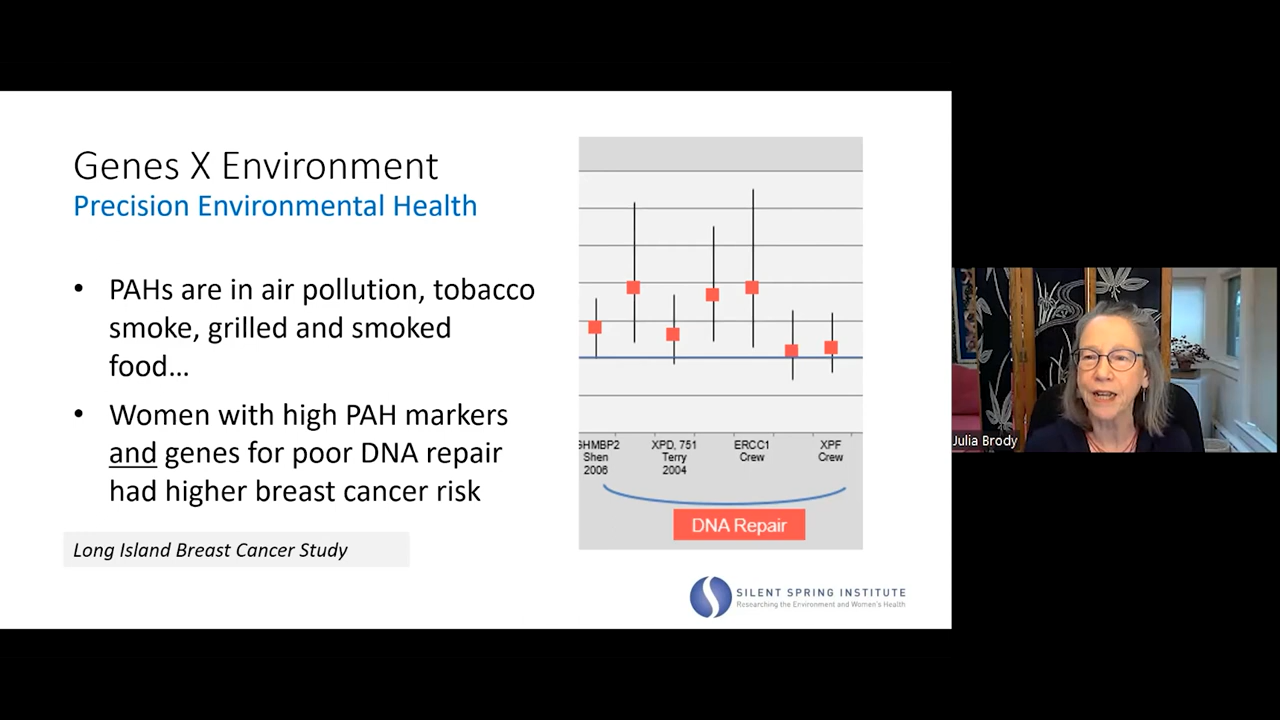 Genes X Environment
Precision Environmental Health
• PAHs are in air pollution, tobacco
smoke, grilled and smoked
food...
• Women with high PAH markers
and genes for poor DNA repair
had higher breast cancer risk
Long Island Breast Cancer Study
XPD, 751
Terry
2004
ERCC1
Crew
XPF
Crew
Shen
2006
DNA Repair
SILENT SPRING INSTITUTE
Researching the Environment and Women's Health
Julia Brody